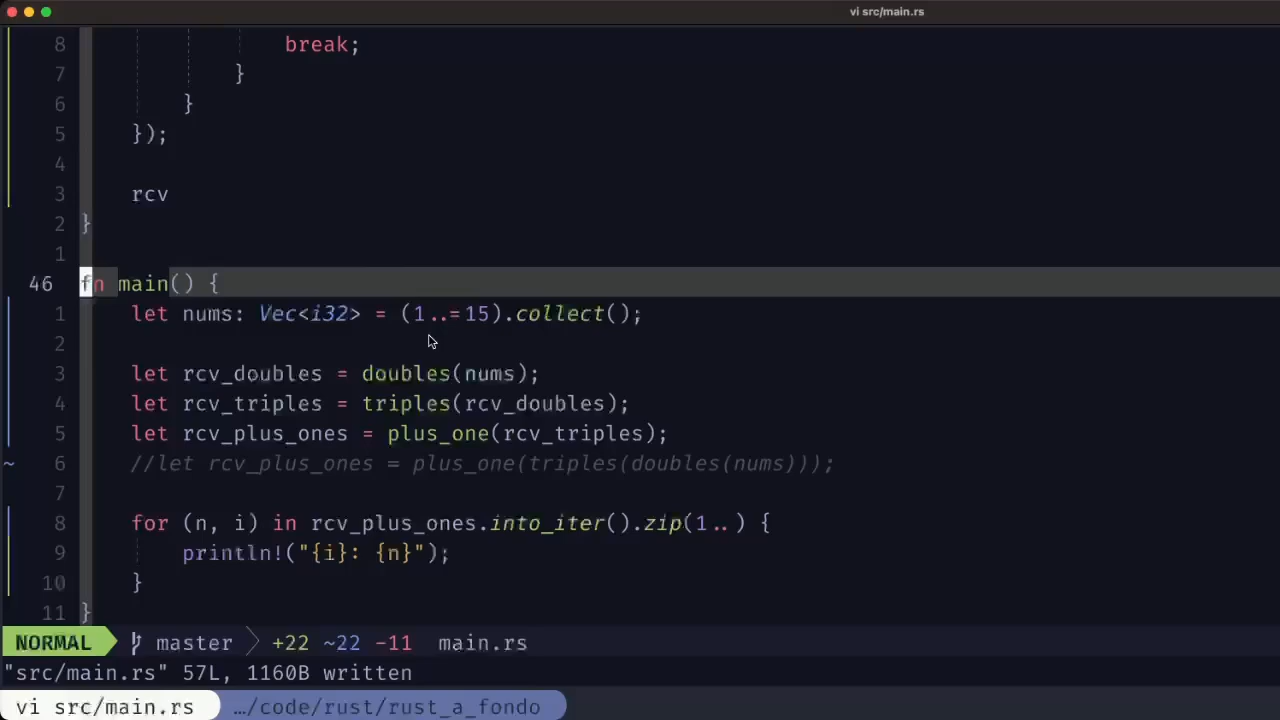 vi src/main.rs
8                 break;
7             }
6         }
5     });
4
3     rcv
2 }
1
46 fn main() {
1     let nums: Vec<i32> = (1..=15).collect();
2
3     let rcv_doubles = doubles(nums);
4     let rcv_triples = triples(rcv_doubles);
5     let rcv_plus_ones = plus_one(rcv_triples);
~ 6     //let rcv_plus_ones = plus_one(triples(doubles(nums)));
7
8     for (n, i) in rcv_plus_ones.into_iter().zip(1..) {
9         println!("{i}: {n}");
10     }
11 }
NORMAL master +22 ~22 -11 main.rs
"src/main.rs" 57L, 1160B written
vi src/main.rs …/code/rust/rust_a_fondo